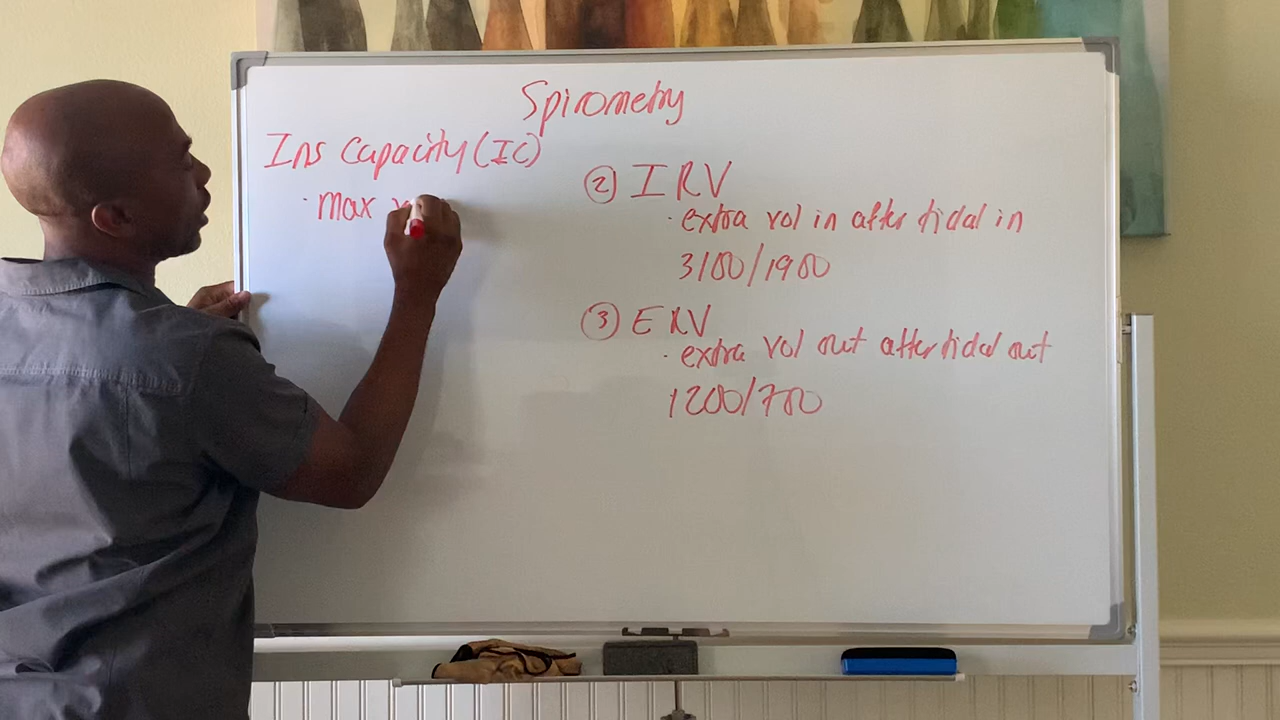 Spirometry
Ins Capacity (IC)
· max
② IRV
· extra vol in after tidal in
3100/1900
③ ERV
· extra vol out after tidal out
1200/700